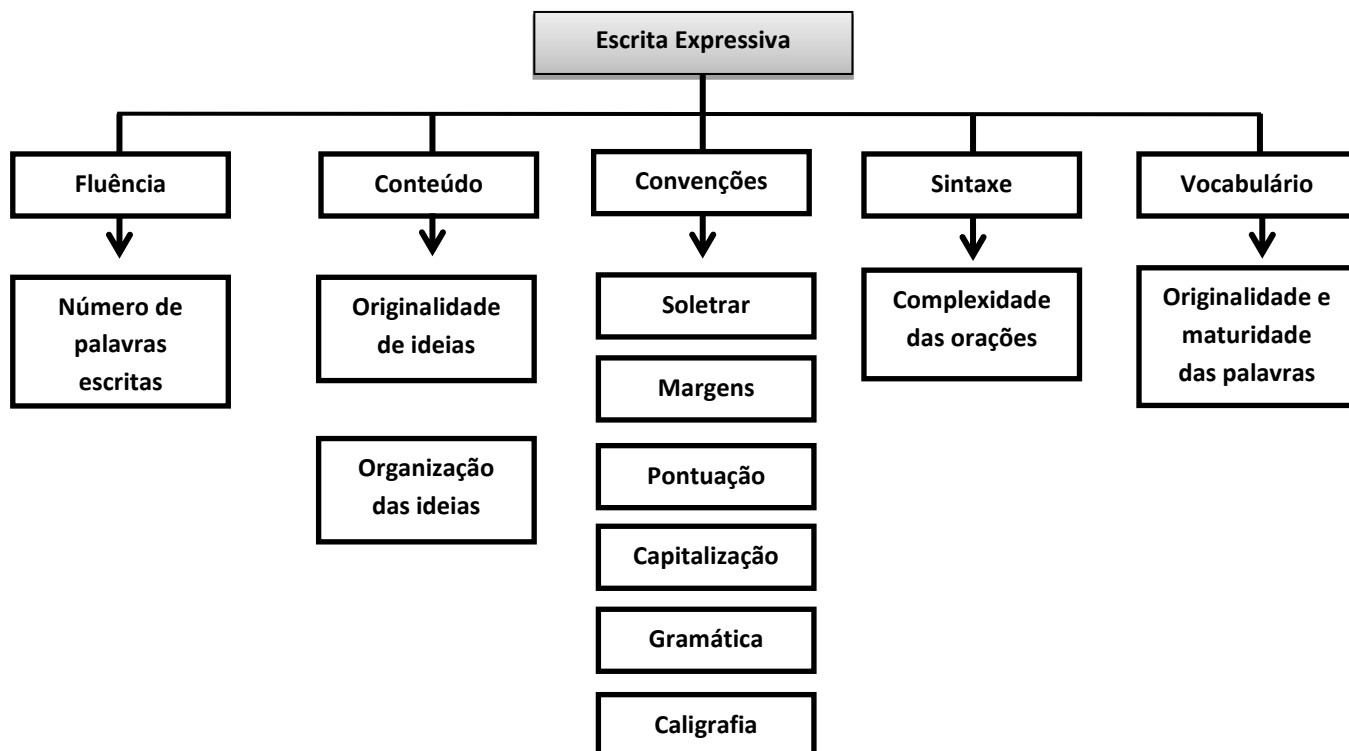 Escrita Expressiva
Fluência
Conteúdo
Convenções
Sintaxe
Vocabulário
Número de
palavras
escritas
Originalidade
de ideias
Organização
das ideias
Soletrar
Margens
Pontuação
Capitalização
Gramática
Caligrafia
Complexidade
das orações
Originalidade e
maturidade
das palavras